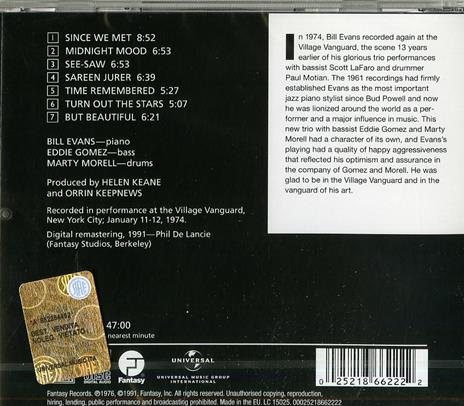 1 SINCE WE MET 8:52
2 MIDNIGHT MOOD 6:53
3 SEE-SAW 6:53
4 SAREEN JURER 6:39
5 TIME REMEMBERED 5:27
6 TURN OUT THE STARS 5:07
7 BUT BEAUTIFUL 6:21
BILL EVANS—piano
EDDIE GOMEZ—bass
MARTY MORELL—drums
Produced by HELEN KEANE
and ORRIN KEEPNEWS
Recorded in performance at the Village Vanguard,
New York City; January 11-12, 1974.
Digital remastering, 1991—Phil De Lancie
(Fantasy Studios, Berkeley)
In 1974, Bill Evans recorded again at the
Village Vanguard, the scene 13 years
earlier of his glorious trio performances
with bassist Scott LaFaro and drummer
Paul Motian. The 1961 recordings had firmly
established Evans as the most important
jazz piano stylist since Bud Powell and now
he was lionized around the world as a per-
former and a major influence in music. This
new trio with bassist Eddie Gomez and Marty
Morell had a character of its own, and Evans's
playing had a quality of happy aggressiveness
that reflected his optimism and assurance in
the company of Gomez and Morell. He was
glad to be in the Village Vanguard and in the
vanguard of his art.
47:00
nearest minute
DIGITAL AUDIO
Fantasy
UNIVERSAL
UNIVERSAL MUSIC GROUP
INTERNATIONAL
0 25218 66222 2
Fantasy Records. ℗1976, ©1991, Fantasy, Inc. All rights reserved. Unauthorised copying, reproduction,
hiring, lending, public performance and broadcasting prohibited. Made in the EU. LC 15025. 00025218666222